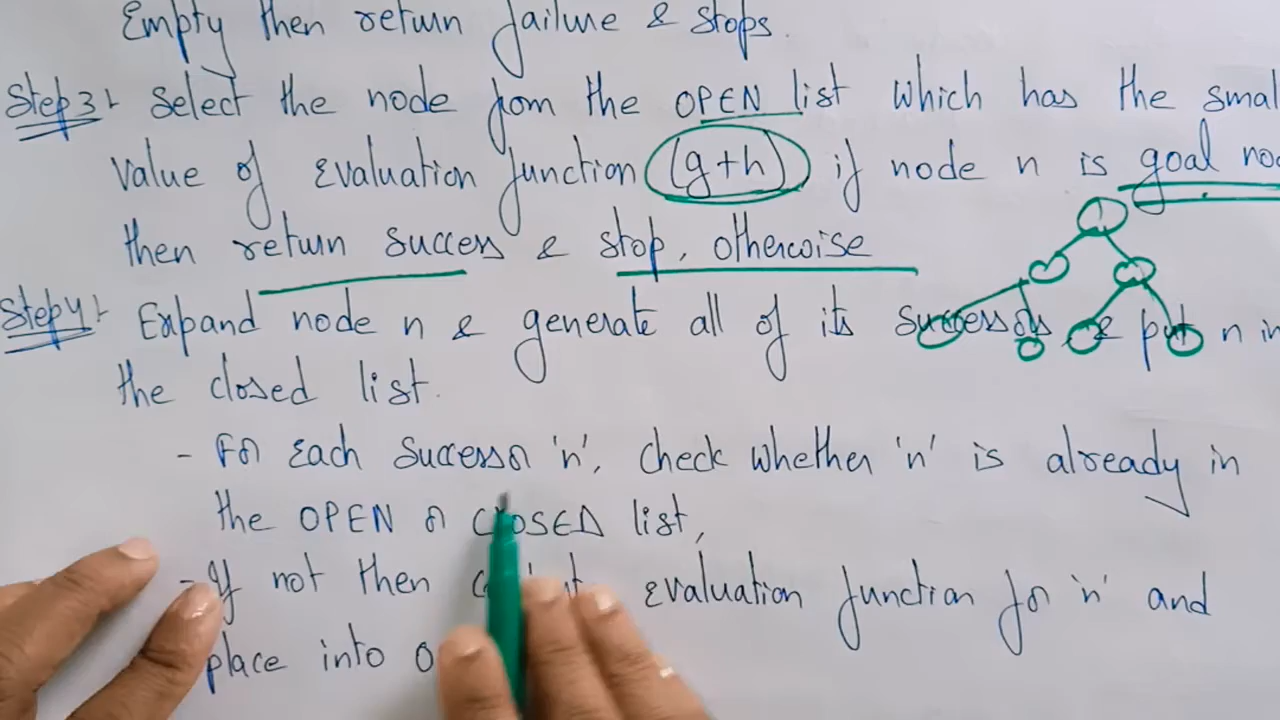 Empty then return failure & stops.
Step 3:- Select the node from the OPEN list which has the small
value of evaluation function (g+h) if node n is goal no
then return success & stop, otherwise
Step 4:- Expand node n & generate all of its successors & put n in
the closed list.
- For each successor 'n', check whether 'n' is already in
the OPEN or CLOSED list,
- If not then evaluation function for 'n' and
place into